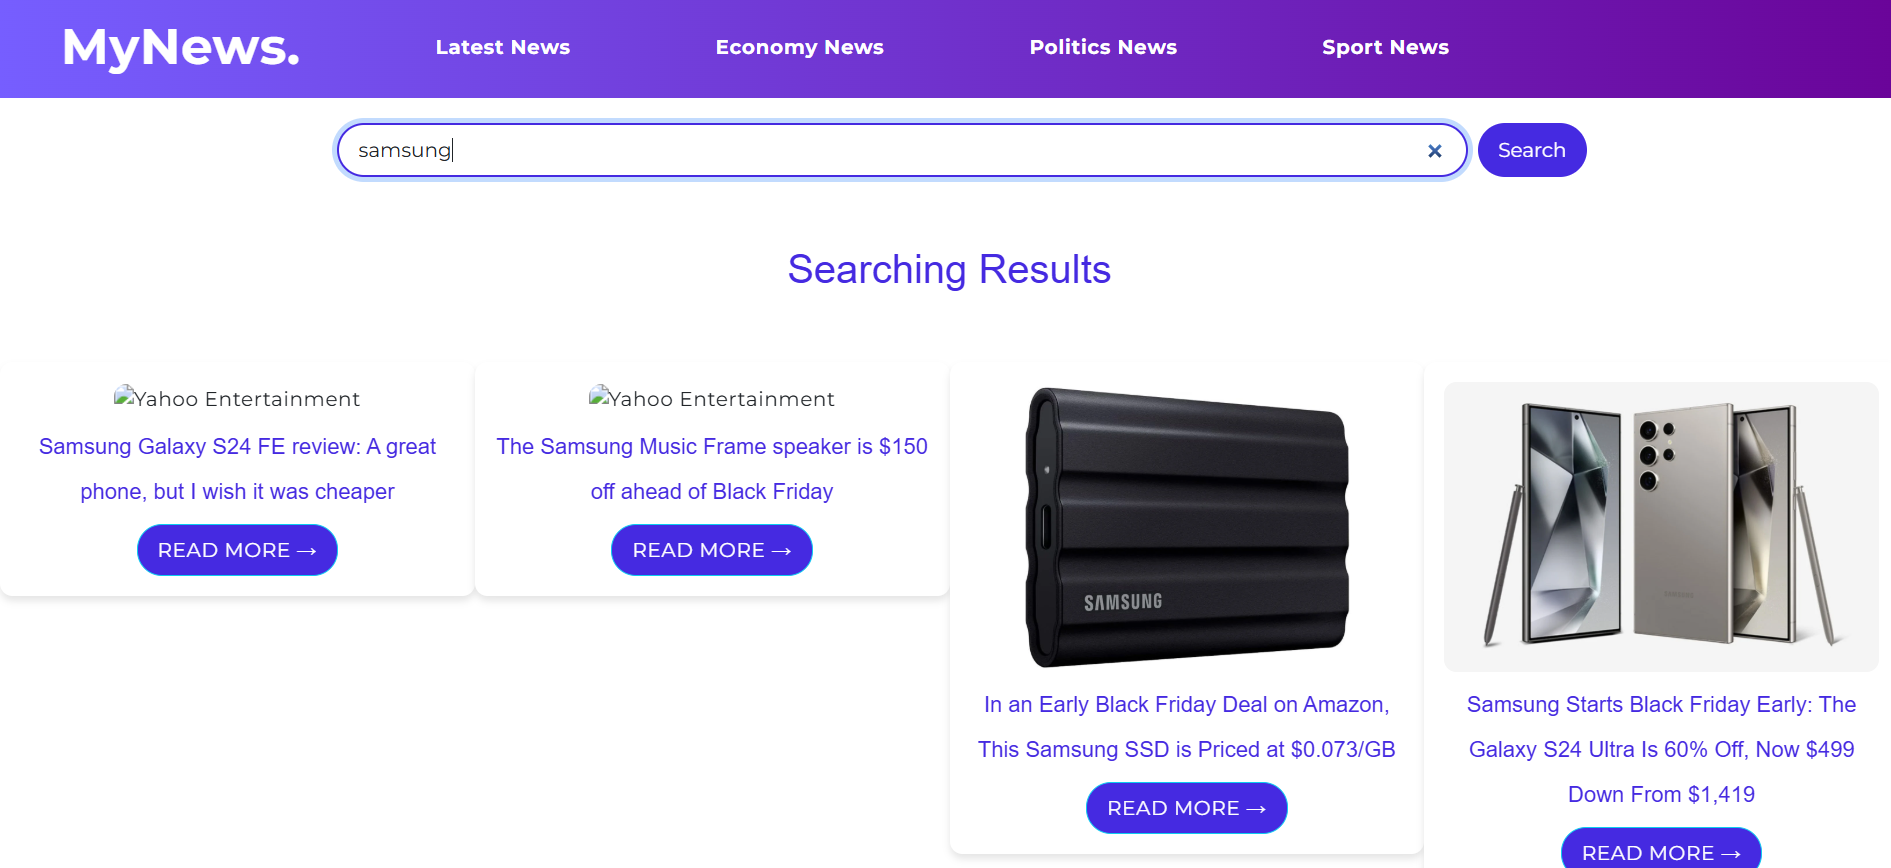 MyNews.
Latest News
Economy News
Politics News
Sport News
samsung
×
Search
Searching Results
Yahoo Entertainment
Samsung Galaxy S24 FE review: A great
phone, but I wish it was cheaper
READ MORE →
Yahoo Entertainment
The Samsung Music Frame speaker is $150
off ahead of Black Friday
READ MORE →
SAMSUNG
In an Early Black Friday Deal on Amazon,
This Samsung SSD is Priced at $0.073/GB
READ MORE →
SAMSUNG
Samsung Starts Black Friday Early: The
Galaxy S24 Ultra Is 60% Off, Now $499
Down From $1,419
READ MORE →